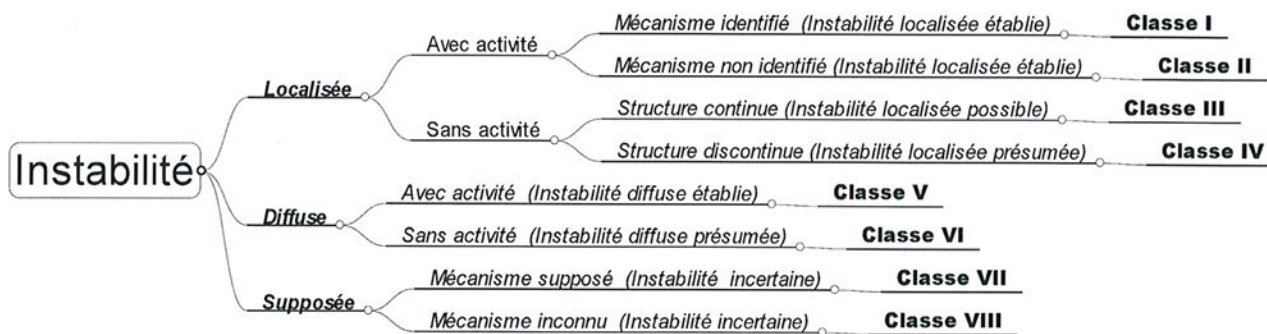 Instabilité
Localisée
Avec activité
Mécanisme identifié (Instabilité localisée établie)
Classe I
Mécanisme non identifié (Instabilité localisée établie)
Classe II
Sans activité
Structure continue (Instabilité localisée possible)
Classe III
Structure discontinue (Instabilité localisée présumée)
Classe IV
Diffuse
Avec activité (Instabilité diffuse établie)
Classe V
Sans activité (Instabilité diffuse présumée)
Classe VI
Supposée
Mécanisme supposé (Instabilité incertaine)
Classe VII
Mécanisme inconnu (Instabilité incertaine)
Classe VIII